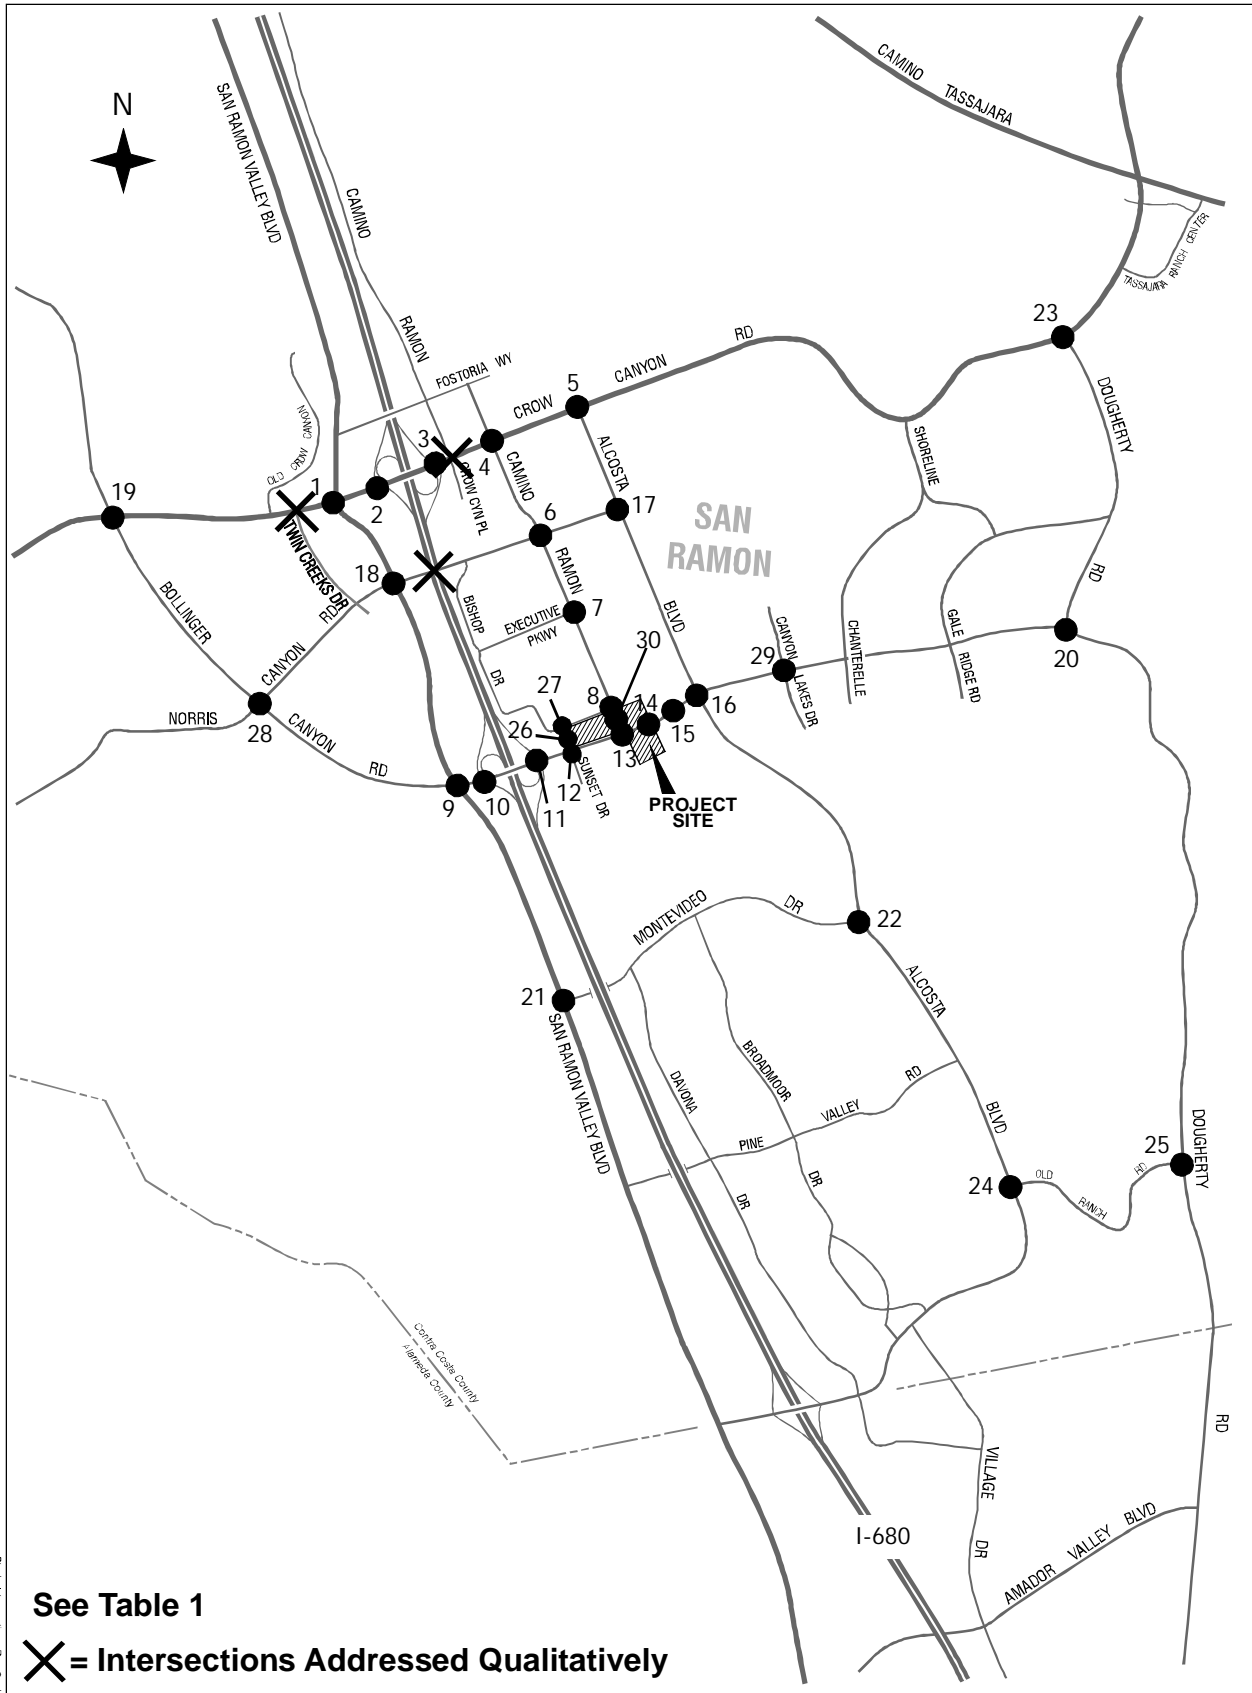 CAMINO
TASSAJARA
N
SAN RAMON VALLEY BLVD
CAMINO
RAMON
TASSAJARA RANCH CENTER
23
RD
CANYON
FOSTORIA WY
5
CROW
DOUGHERTY
OLD CROW CANYON
3
4
ALCOSTA
SHORELINE
CROW CYN PL
CAMINO
1
2
19
17
6
SAN
RAMON
TWIN CREEKS DR
18
RAMON
RD
BOLLINGER
RD
BISHOP
EXECUTIVE
PKWY
7
BLVD
CANYON
LAKES DR
CHANTERELLE
GALE
RIDGE RD
20
30
29
CANYON
DR
8
14
16
15
27
26
NORRIS
28
CANYON
RD
13
12
SUNSET DR
9
10
11
PROJECT
SITE
MONTEVIDEO
DR
22
ALCOSTA
21
SAN RAMON VALLEY BLVD
BROADMOOR
DAVONA
RD
VALLEY
PINE
BLVD
DOUGHERTY
25
24
OLD
RANCH
RD
DR
DR
Contra Costa County
Alameda County
RD
VILLAGE
DR
I-680
AMADOR VALLEY BLVD
See Table 1
= Intersections Addressed Qualitatively